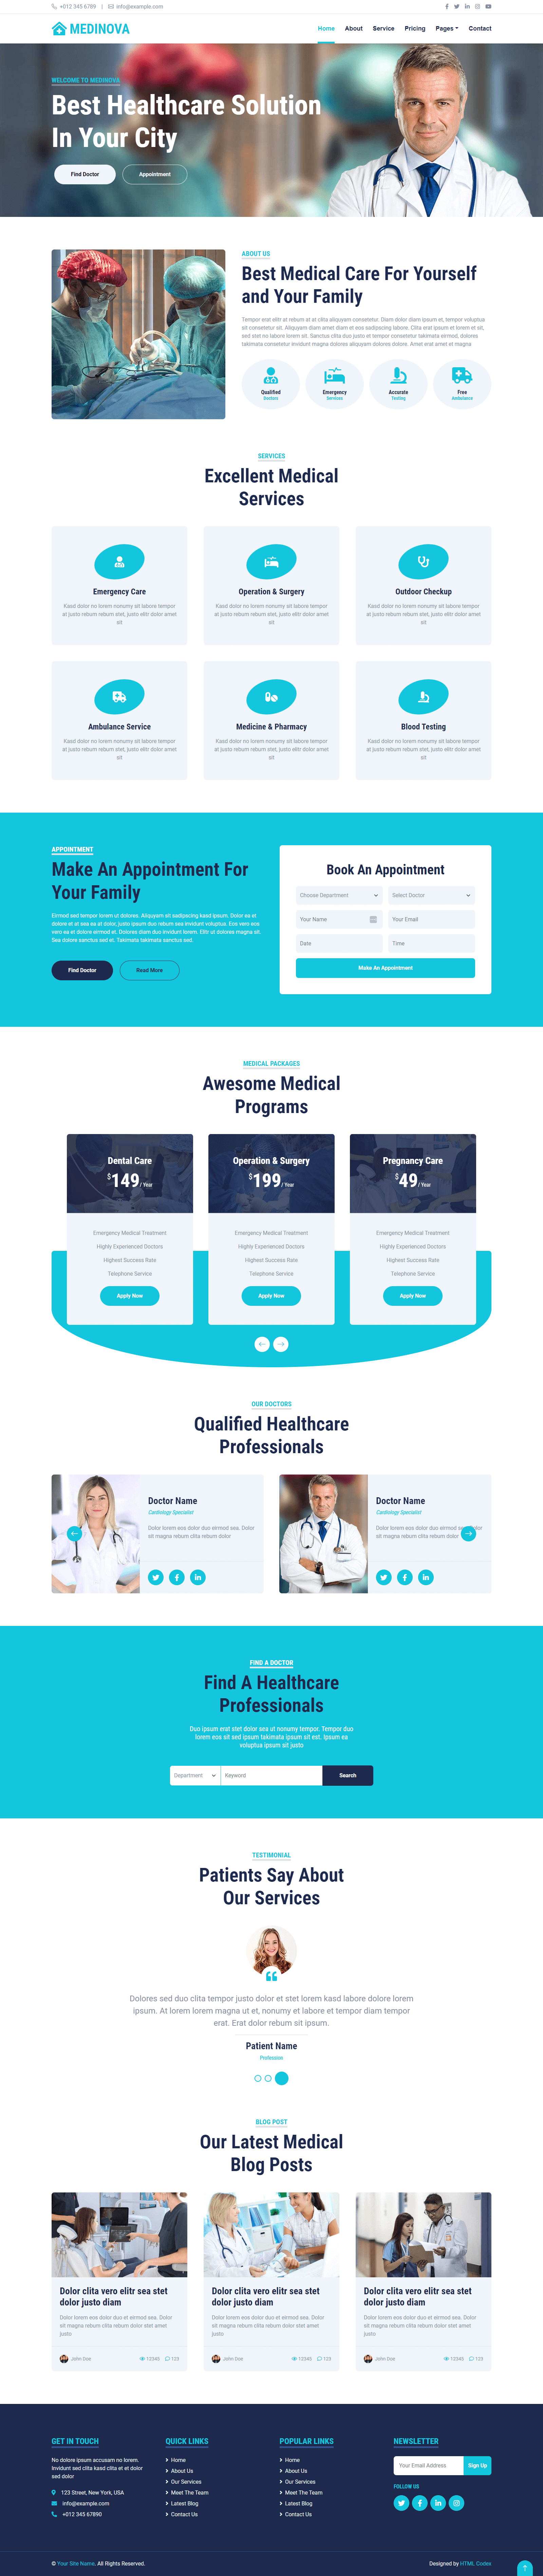 +012 345 6789 | info@example.com
MEDINOVA
Home About Service Pricing Pages Contact
WELCOME TO MEDINOVA
Best Healthcare Solution
In Your City
Find Doctor Appointment
ABOUT US
Best Medical Care For Yourself
and Your Family
Tempor erat elitr at rebum at at clita aliquyam consetetur. Diam dolor diam ipsum et, tempor voluptua
sit consetetur sit. Aliquyam diam amet diam et eos sadipscing labore. Clita erat ipsum et lorem et sit,
sed stet no labore lorem sit. Sanctus clita duo justo et tempor consetetur takimata eirmod, dolores
takimata consetetur invidunt magna dolores aliquyam dolores dolore. Amet erat amet et magna
Qualified
Doctors
Emergency
Services
Accurate
Testing
Free
Ambulance
SERVICES
Excellent Medical
Services
Emergency Care
Kasd dolor no lorem nonumy sit labore tempor
at justo rebum rebum stet, justo elitr dolor amet
sit
Operation & Surgery
Kasd dolor no lorem nonumy sit labore tempor
at justo rebum rebum stet, justo elitr dolor amet
sit
Outdoor Checkup
Kasd dolor no lorem nonumy sit labore tempor
at justo rebum rebum stet, justo elitr dolor amet
sit
Ambulance Service
Kasd dolor no lorem nonumy sit labore tempor
at justo rebum rebum stet, justo elitr dolor amet
sit
Medicine & Pharmacy
Kasd dolor no lorem nonumy sit labore tempor
at justo rebum rebum stet, justo elitr dolor amet
sit
Blood Testing
Kasd dolor no lorem nonumy sit labore tempor
at justo rebum rebum stet, justo elitr dolor amet
sit
APPOINTMENT
Make An Appointment For
Your Family
Eirmod sed tempor lorem ut dolores. Aliquyam sit sadipscing kasd ipsum. Dolor ea et
dolore et at sea ea at dolor, justo ipsum duo rebum sea invidunt voluptua. Eos vero eos
vero ea et dolore eirmod et. Dolores diam duo invidunt lorem. Elitr ut dolores magna sit.
Sea dolore sanctus sed et. Takimata takimata sanctus sed.
Find Doctor Read More
Book An Appointment
Choose Department Select Doctor
Your Name Your Email
Date Time
Make An Appointment
MEDICAL PACKAGES
Awesome Medical
Programs
Dental Care
$149/ Year
Emergency Medical Treatment
Highly Experienced Doctors
Highest Success Rate
Telephone Service
Apply Now
Operation & Surgery
$199/ Year
Emergency Medical Treatment
Highly Experienced Doctors
Highest Success Rate
Telephone Service
Apply Now
Pregnancy Care
$49/ Year
Emergency Medical Treatment
Highly Experienced Doctors
Highest Success Rate
Telephone Service
Apply Now
OUR DOCTORS
Qualified Healthcare
Professionals
Doctor Name
Cardiology Specialist
Dolor lorem eos dolor duo eirmod sea. Dolor
sit magna rebum clita rebum dolor
Doctor Name
Cardiology Specialist
Dolor lorem eos dolor duo eirmod sea. Dolor
sit magna rebum clita rebum dolor
FIND A DOCTOR
Find A Healthcare
Professionals
Duo ipsum erat stet dolor sea ut nonumy tempor. Tempor duo
lorem eos sit sed ipsum takimata ipsum sit est. Ipsum ea
voluptua ipsum sit justo
Department Keyword Search
TESTIMONIAL
Patients Say About
Our Services
Dolores sed duo clita tempor justo dolor et stet lorem kasd labore dolore lorem
ipsum. At lorem lorem magna ut et, nonumy et labore et tempor diam tempor
erat. Erat dolor rebum sit ipsum.
Patient Name
Profession
BLOG POST
Our Latest Medical
Blog Posts
Dolor clita vero elitr sea stet
dolor justo diam
Dolor lorem eos dolor duo et eirmod sea. Dolor
sit magna rebum clita rebum dolor stet amet
justo
John Doe 12345 123
Dolor clita vero elitr sea stet
dolor justo diam
Dolor lorem eos dolor duo et eirmod sea. Dolor
sit magna rebum clita rebum dolor stet amet
justo
John Doe 12345 123
Dolor clita vero elitr sea stet
dolor justo diam
Dolor lorem eos dolor duo et eirmod sea. Dolor
sit magna rebum clita rebum dolor stet amet
justo
John Doe 12345 123
GET IN TOUCH
No dolore ipsum accusam no lorem.
Invidunt sed clita kasd clita et et dolor
sed dolor
123 Street, New York, USA
info@example.com
+012 345 67890
QUICK LINKS
Home
About Us
Our Services
Meet The Team
Latest Blog
Contact Us
POPULAR LINKS
Home
About Us
Our Services
Meet The Team
Latest Blog
Contact Us
NEWSLETTER
Your Email Address Sign Up
FOLLOW US
© Your Site Name. All Rights Reserved.
Designed by HTML Codex